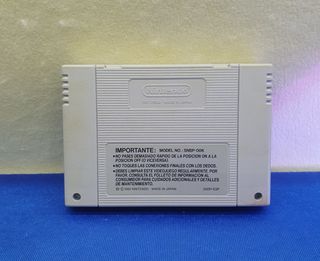 Nintendo
IMPORTANTE: MODEL NO. SNSP-006
•NO PASES DEMASIADO RAPIDO DE LA POSICION ON A LA
POSICION OFF (O VICEVERSA).
•NO TOQUES LAS CONEXIONES FINALES CON LOS DEDOS.
•DEBES LIMPIAR ESTE VIDEOJUEGO REGULARMENTE. POR
FAVOR, CONSULTA EL FOLLETO DE INFORMACION AL
CONSUMIDOR PARA CUIDADOS ADICIONALES Y DETALLES
DE MANTENIMIENTO.
© 1992 NINTENDO MADE IN JAPAN